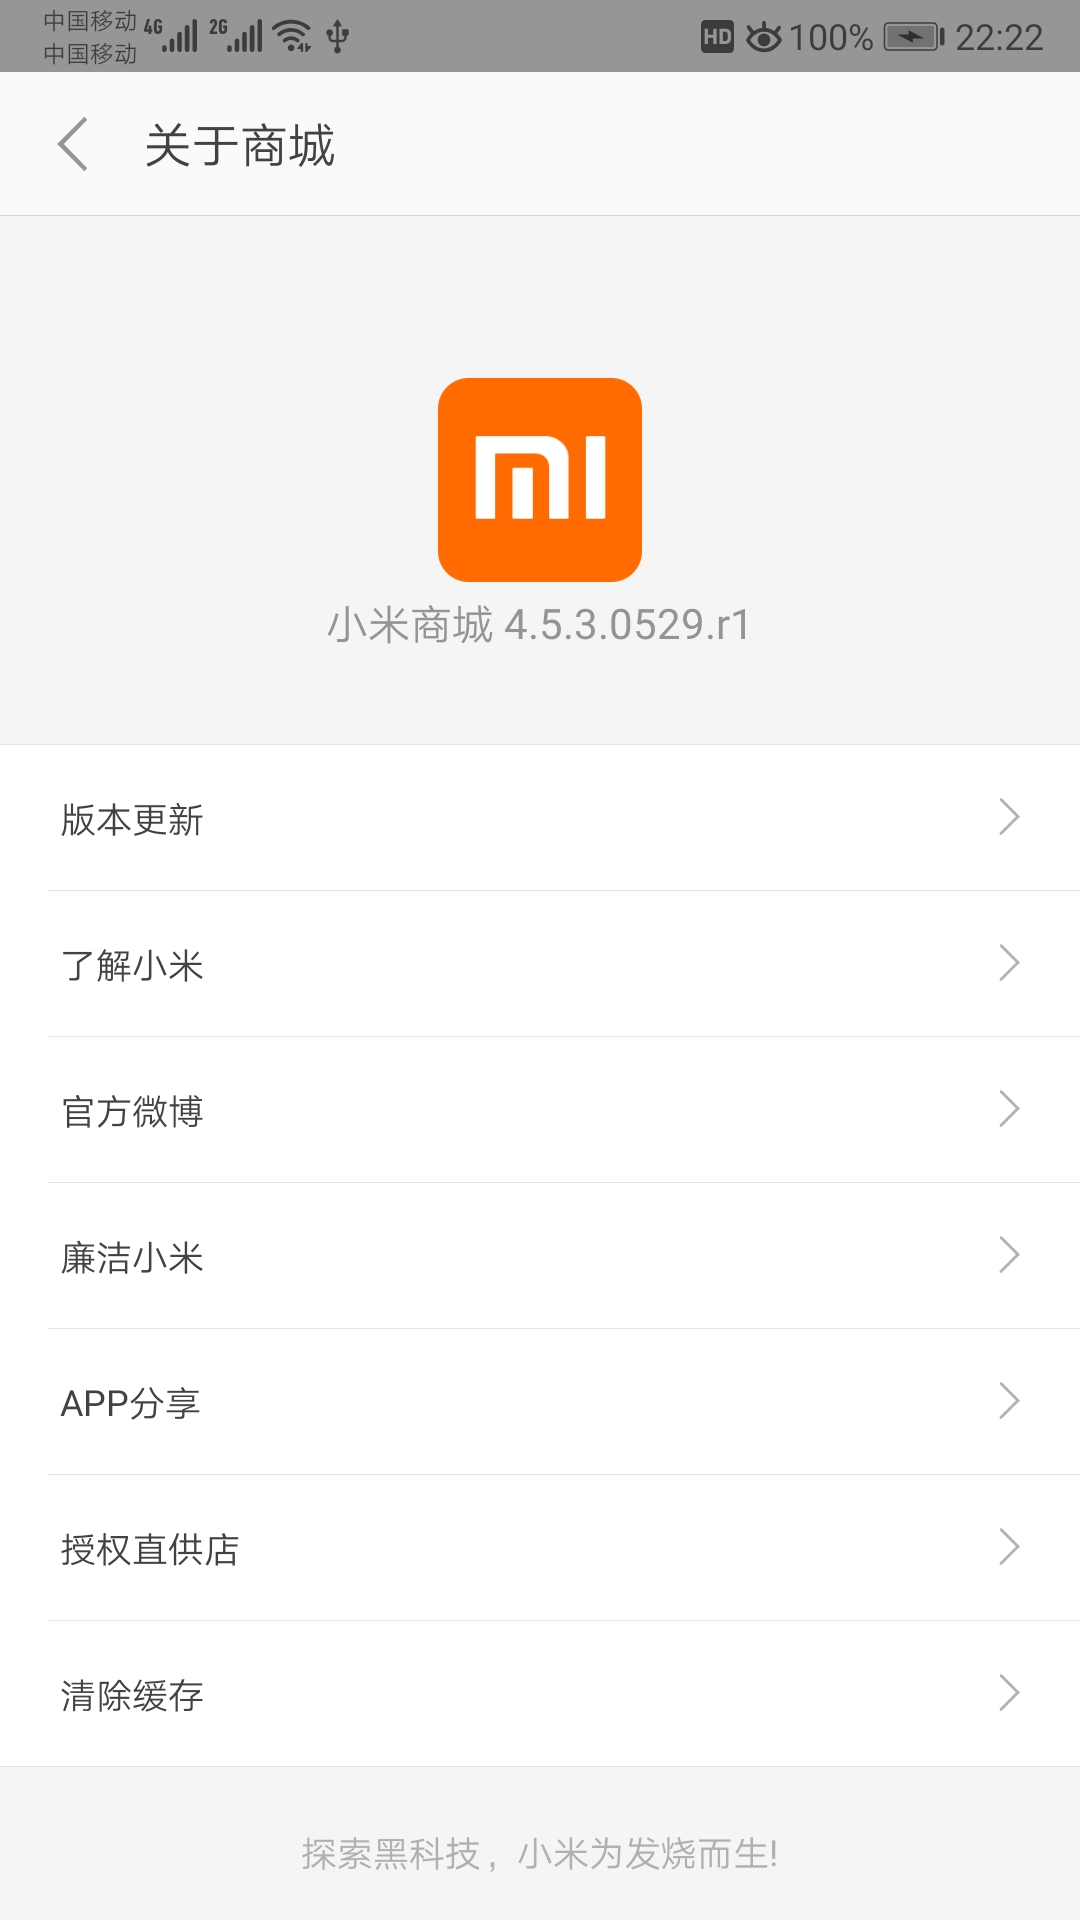 中国移动 4G 2G HD 100% 22:22
中国移动
关于商城
mi
小米商城 4.5.3.0529.r1
版本更新
了解小米
官方微博
廉洁小米
APP分享
授权直供店
清除缓存
探索黑科技，小米为发烧而生!